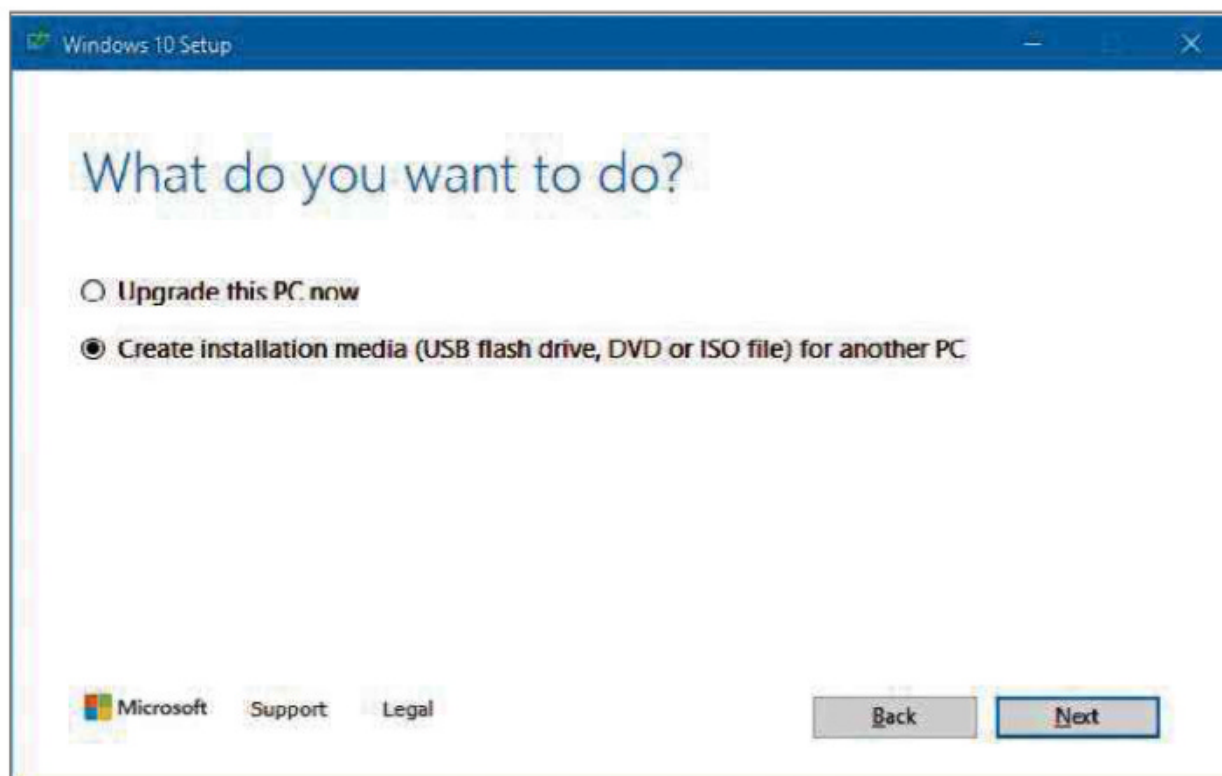 Windows 10 Setup
What do you want to do?
Upgrade this PC now
Create installation media (USB flash drive, DVD or ISO file) for another PC
Microsoft Support Legal Back Next